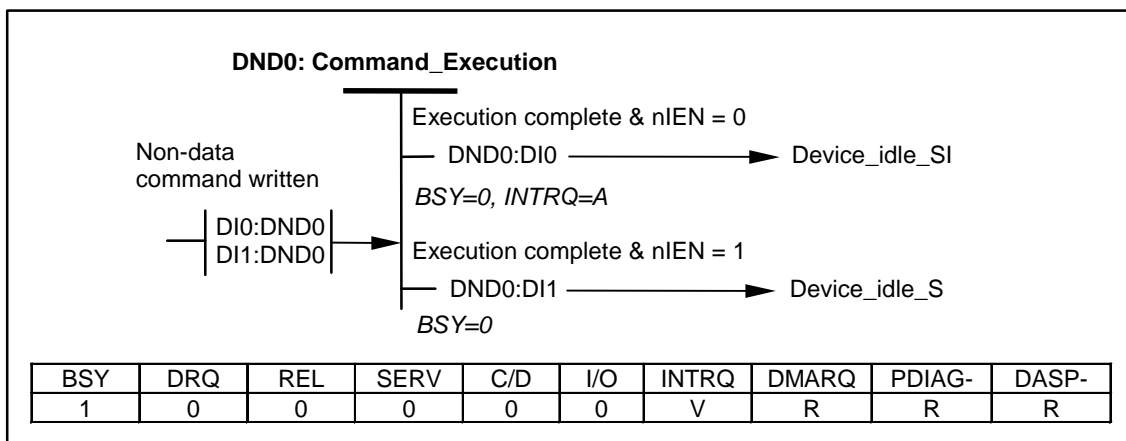 DND0: Command_Execution
Execution complete & nIEN = 0
Non-data
command written
DND0:DI0
Device_idle_SI
BSY=0, INTRQ=A
DI0:DND0
DI1:DND0
Execution complete & nIEN = 1
DND0:DI1
Device_idle_S
BSY=0
BSY DRQ REL SERV C/D I/O INTRQ DMARQ PDIAG- DASP-
1 0 0 0 0 0 V R R R